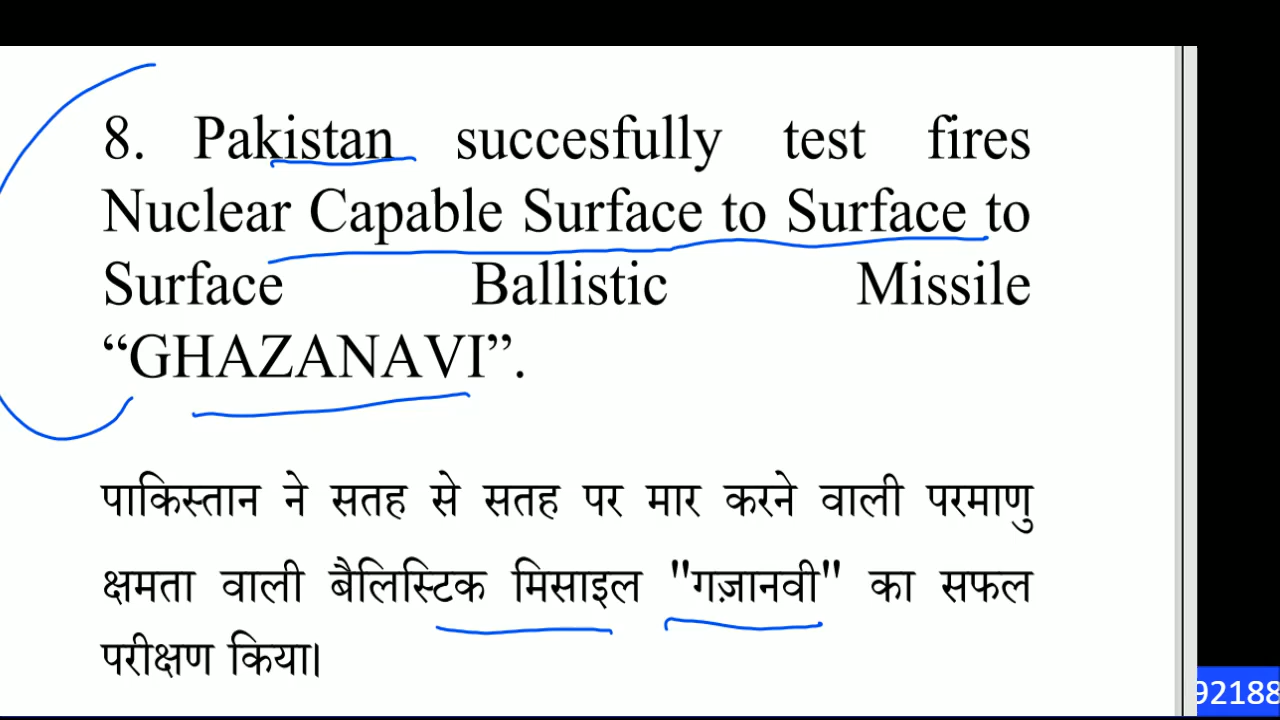 8. Pakistan succesfully test fires
Nuclear Capable Surface to Surface to
Surface Ballistic Missile
“GHAZANAVI”.
पाकिस्तान ने सतह से सतह पर मार करने वाली परमाणु
क्षमता वाली बैलिस्टिक मिसाइल "गज़ानवी" का सफल
परीक्षण किया।
92188